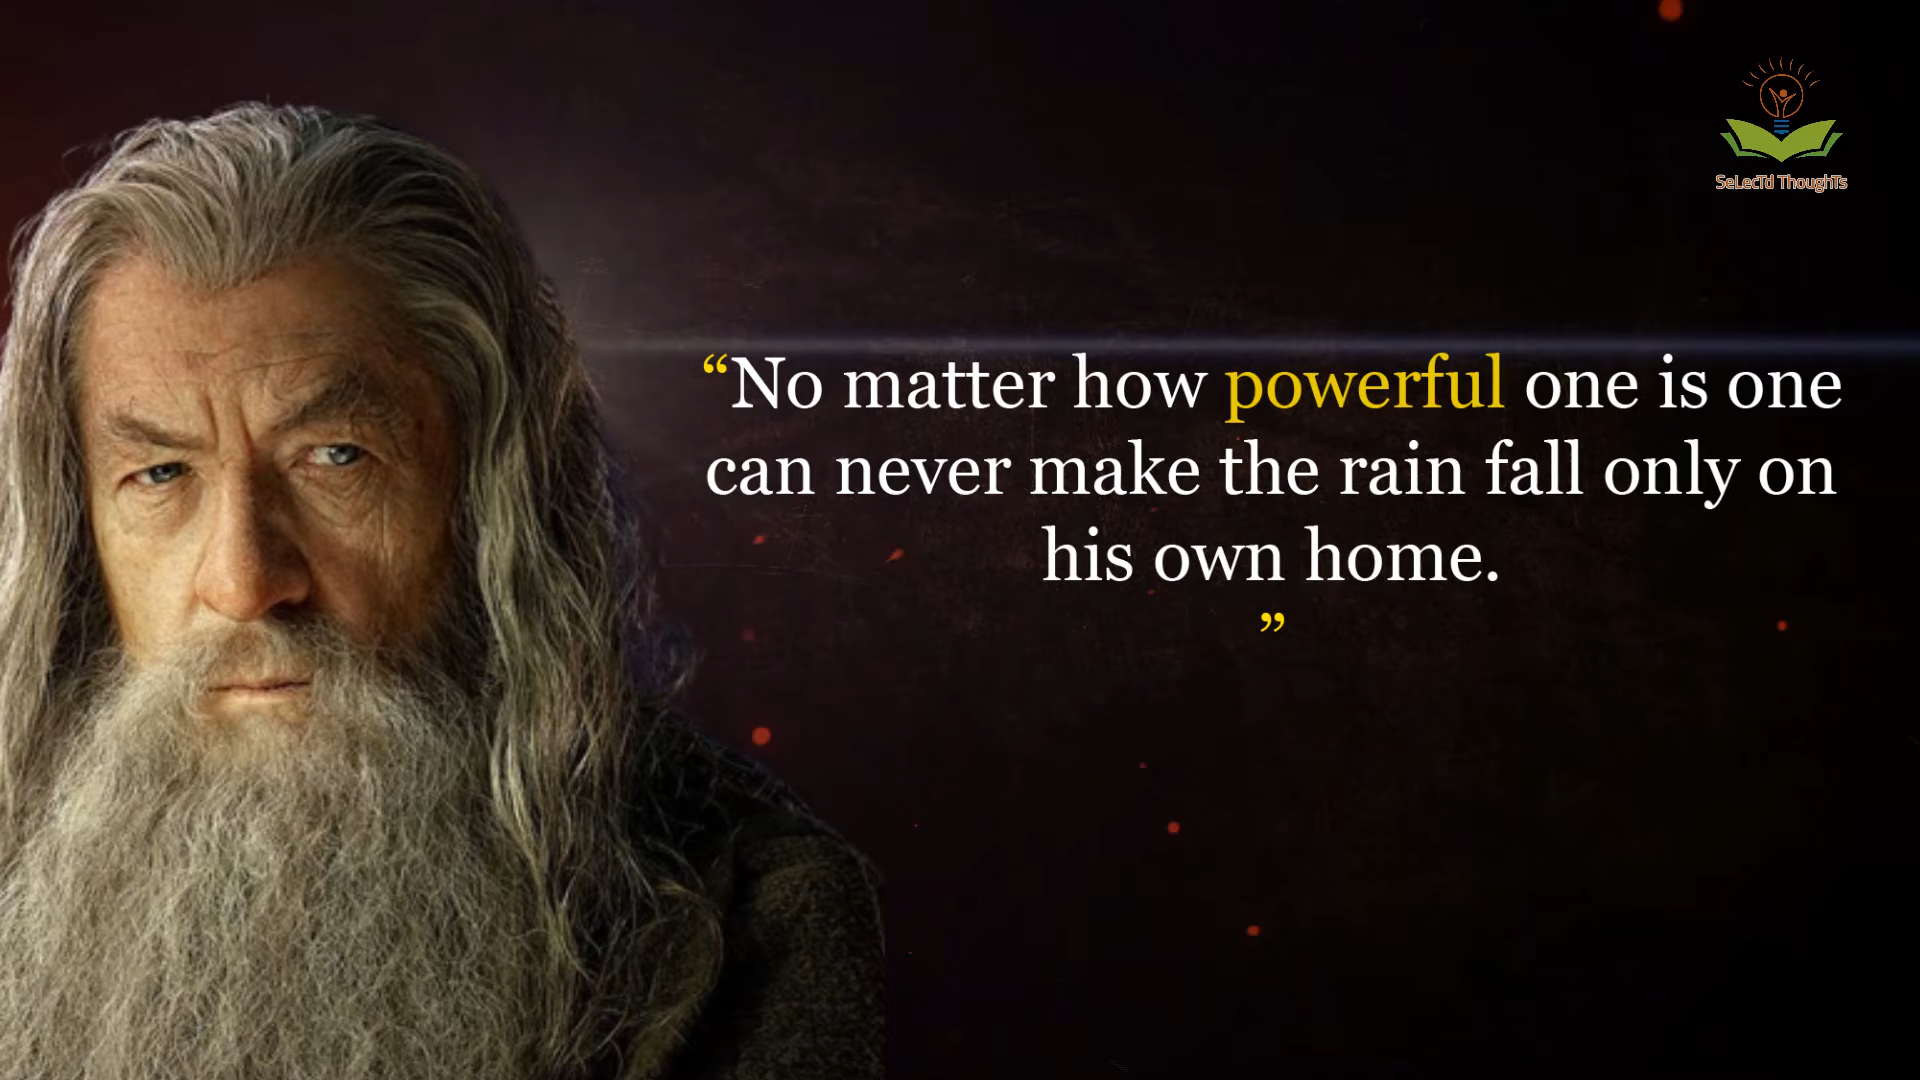 SeLecTd ThoughTs
“No matter how powerful one is one
can never make the rain fall only on
his own home.
”